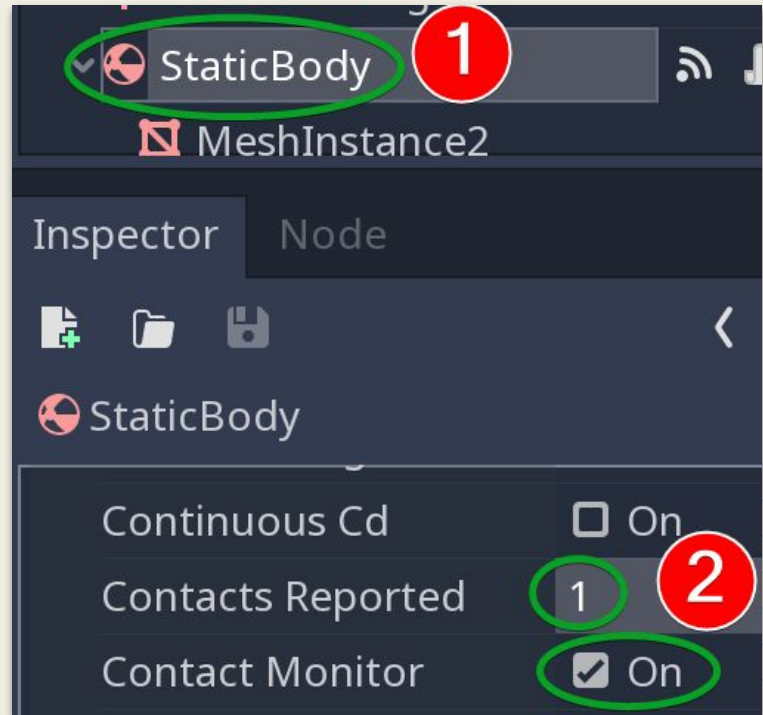 StaticBody 1
MeshInstance2
Inspector Node
StaticBody
Continuous Cd On
Contacts Reported 1 2
Contact Monitor On